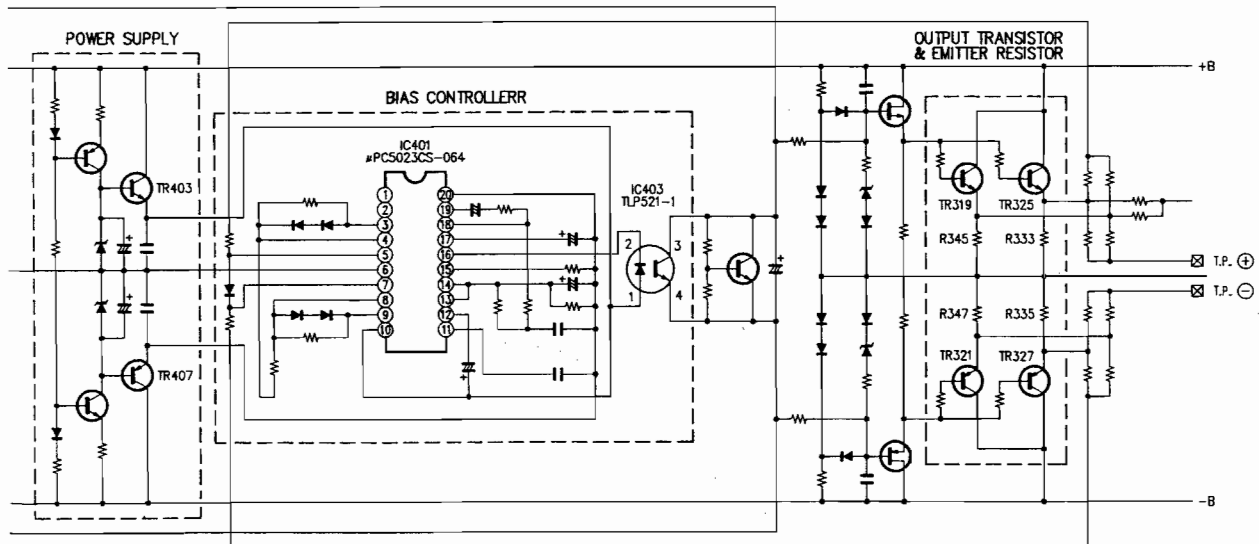 POWER SUPPLY
TR403
TR407
BIAS CONTROLLERR
IC401
μPC5023CS-064
1
2
3
4
5
6
7
8
9
10
20
19
18
17
16
15
14
13
12
11
+
+
+
+
+
IC403
TLP521-1
2
3
1
4
+
OUTPUT TRANSISTOR
& EMITTER RESISTOR
+B
TR319
TR325
R345
R333
T.P. +
T.P. -
R347
R335
TR321
TR327
-B